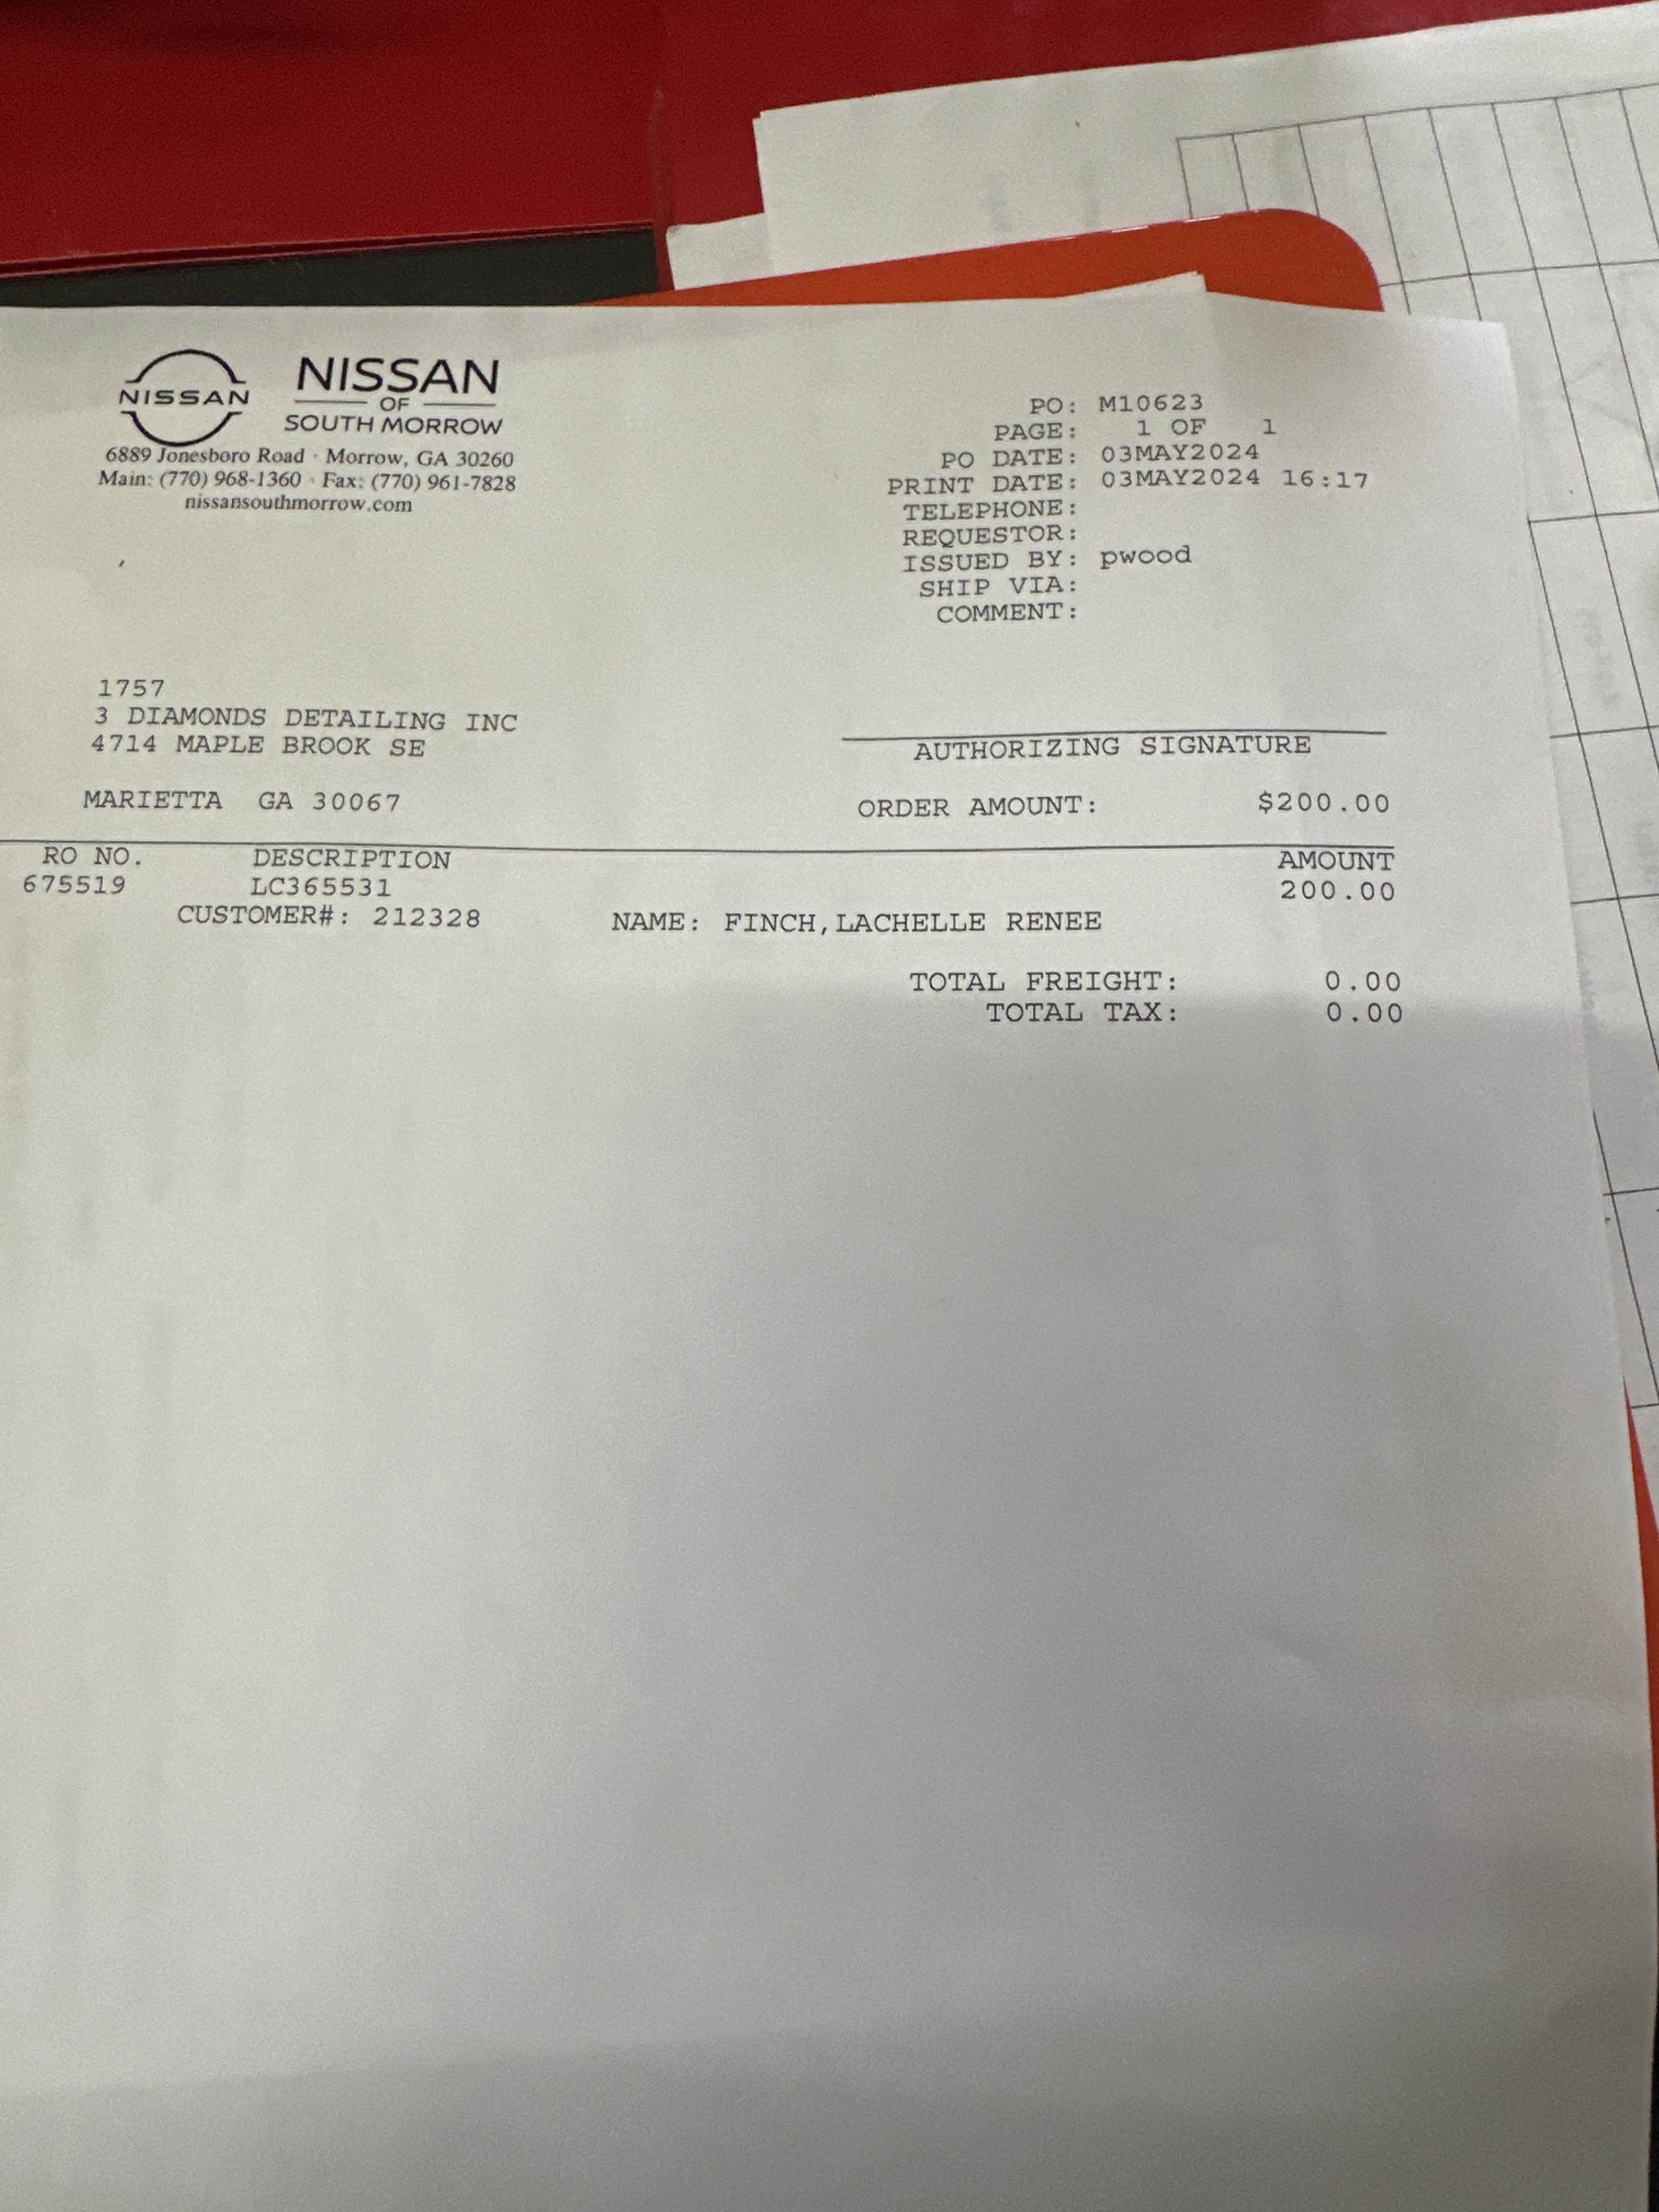 NISSAN
NISSAN
OF
SOUTH MORROW
6889 Jonesboro Road · Morrow, GA 30260
Main: (770) 968-1360 · Fax: (770) 961-7828
nissansouthmorrow.com
PO: M10623
PAGE: 1 OF 1
PO DATE: 03MAY2024
PRINT DATE: 03MAY2024 16:17
TELEPHONE:
REQUESTOR:
ISSUED BY: pwood
SHIP VIA:
COMMENT:
1757
3 DIAMONDS DETAILING INC
4714 MAPLE BROOK SE
MARIETTA GA 30067
AUTHORIZING SIGNATURE
ORDER AMOUNT: $200.00
RO NO. DESCRIPTION AMOUNT
675519 LC365531 200.00
CUSTOMER#: 212328 NAME: FINCH,LACHELLE RENEE
TOTAL FREIGHT: 0.00
TOTAL TAX: 0.00